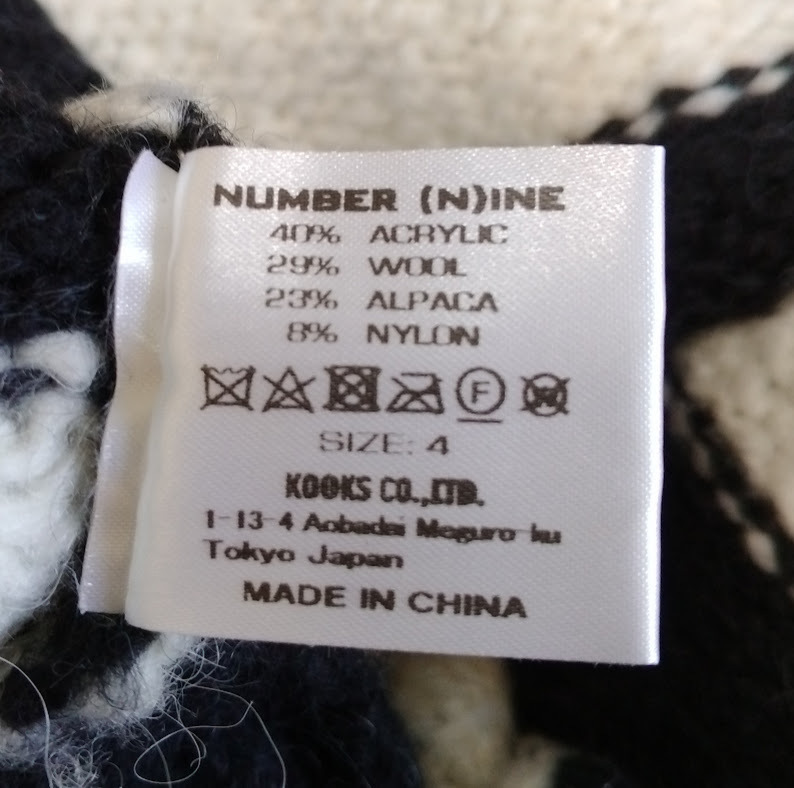 NUMBER (N)INE
40% ACRYLIC
29% WOOL
23% ALPACA
8% NYLON
F W
SIZE: 4
KOOKS CO.,LTD.
1-13-4 Aobadai Meguro-ku
Tokyo Japan
MADE IN CHINA